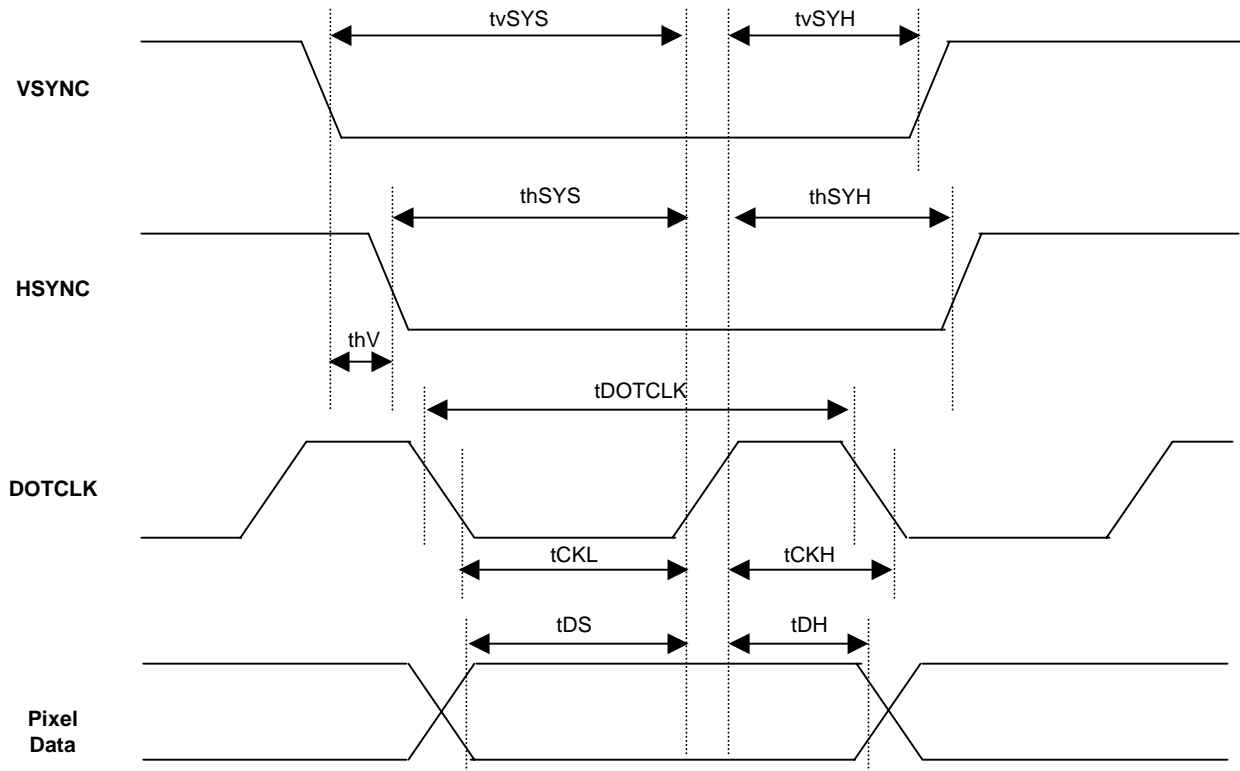 tvSYS
tvSYH
VSYNC
thSYS
thSYH
HSYNC
thV
tDOTCLK
DOTCLK
tCKL
tCKH
tDS
tDH
Pixel
Data